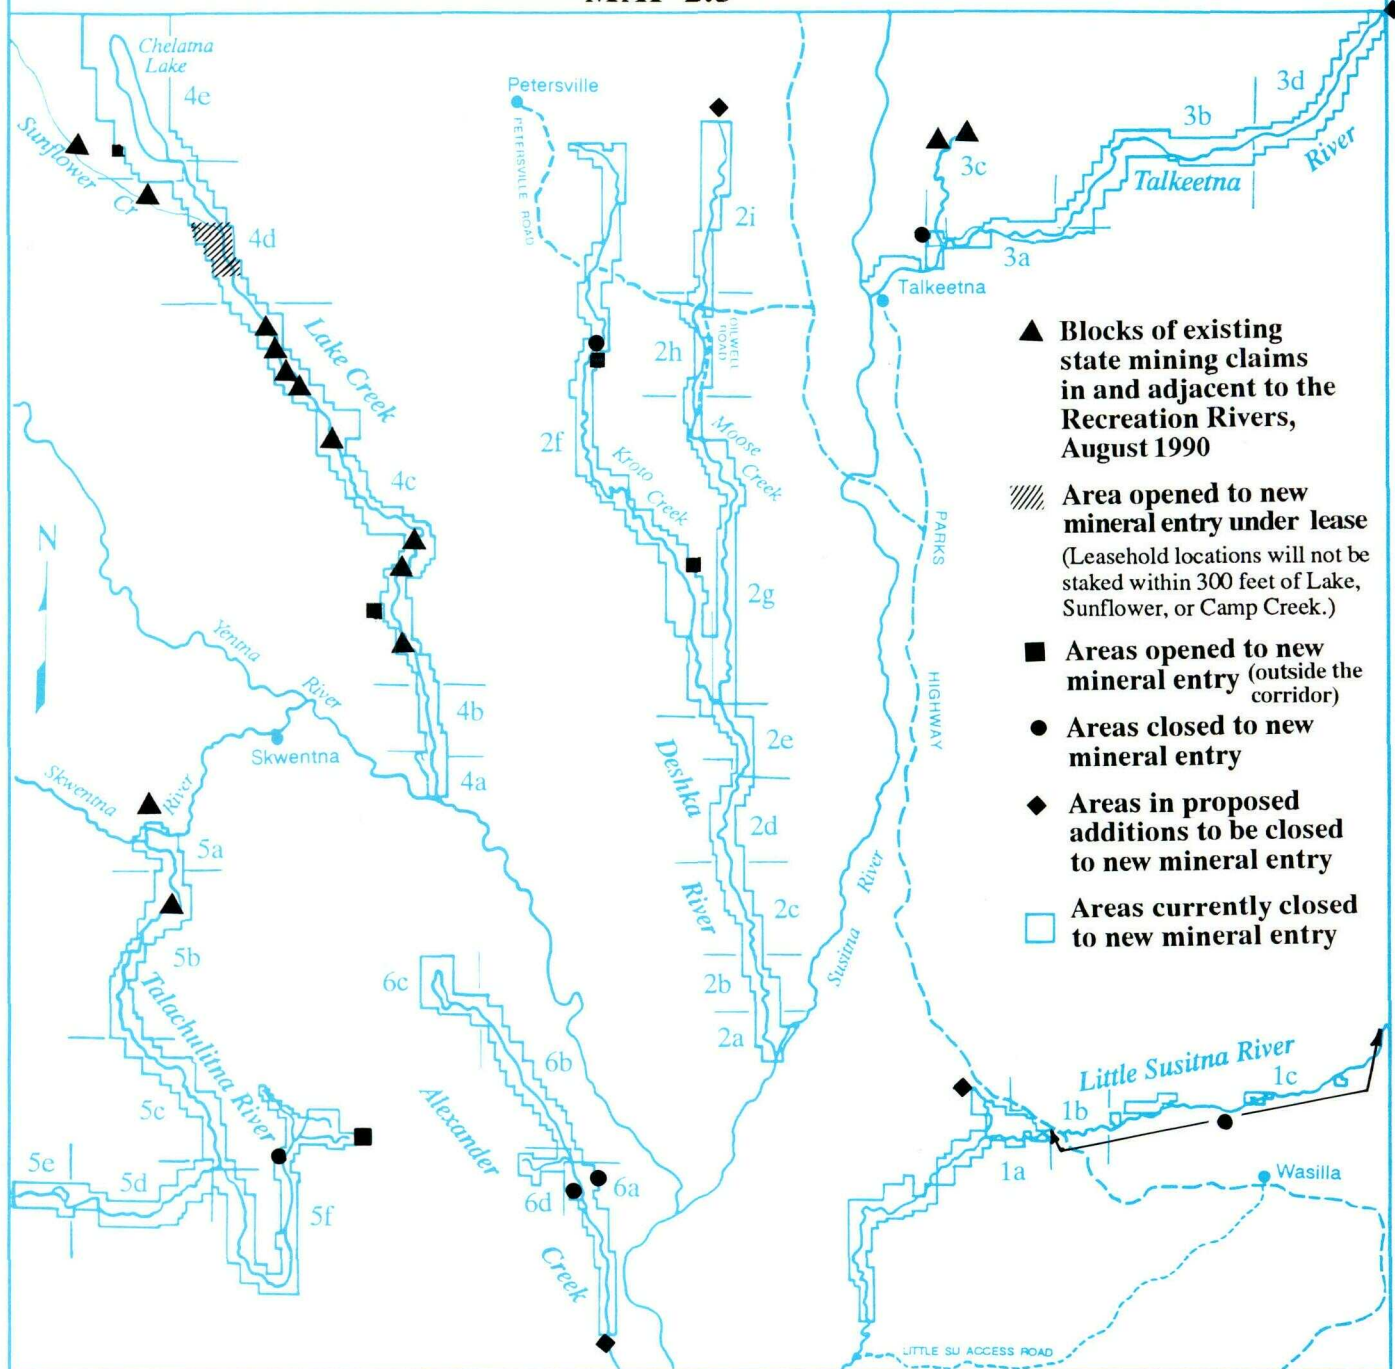 MAP 2.3
Chelatna
Lake
4e
Sunflower
Cr
4d
Lake Creek
4c
4b
4a
Petersville
PETERSVILLE ROAD
2i
2h
OILWELL
ROAD
2f
Kroto
Creek
Moose
Creek
2g
2e
Deshka
River
2d
2c
2b
2a
Susitna River
3d
3b
3c
Talkeetna River
3a
Talkeetna
PARKS
HIGHWAY
N
Yentna
River
Skwentna
Skwentna River
5a
5b
Talachulitna River
5c
5e
5d
5f
6c
6b
Alexander
Creek
6d
6a
Little Susitna River
1c
1b
1a
Wasilla
LITTLE SU ACCESS ROAD
Blocks of existing
state mining claims
in and adjacent to the
Recreation Rivers,
August 1990
Area opened to new
mineral entry under lease
(Leasehold locations will not be
staked within 300 feet of Lake,
Sunflower, or Camp Creek.)
Areas opened to new
mineral entry (outside the
corridor)
Areas closed to new
mineral entry
Areas in proposed
additions to be closed
to new mineral entry
Areas currently closed
to new mineral entry